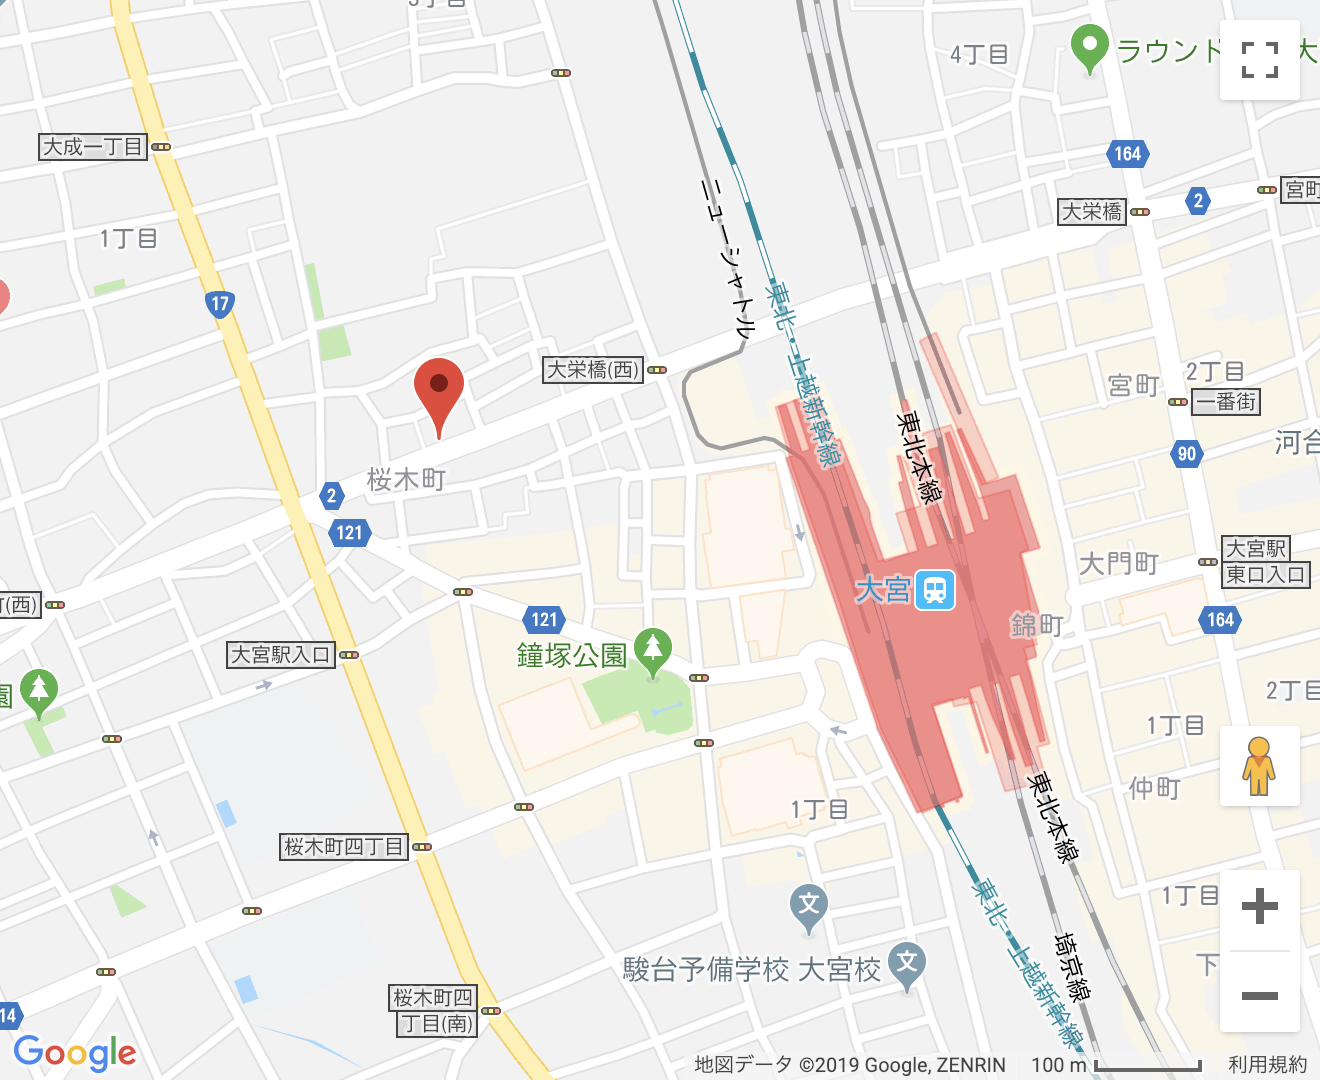 3丁目
4丁目
ラウンド
大
大成一丁目
164
2
宮町
大栄橋
1丁目
ニューシャトル
17
東北・上越新幹線
大栄橋(西)
宮町
2丁目
一番街
東北本線
河合
90
桜木町
2
121
大宮駅
東口入口
大門町
大宮
町(西)
121
164
錦町
鐘塚公園
大宮駅入口
園
2丁目
1丁目
仲町
1丁目
東北本線
桜木町四丁目
文
東北・上越新幹線
1丁目
埼京線
駿台予備学校 大宮校
文
下
桜木町四
丁目(南)
14
Google
地図データ ©2019 Google, ZENRIN
100 m
利用規約